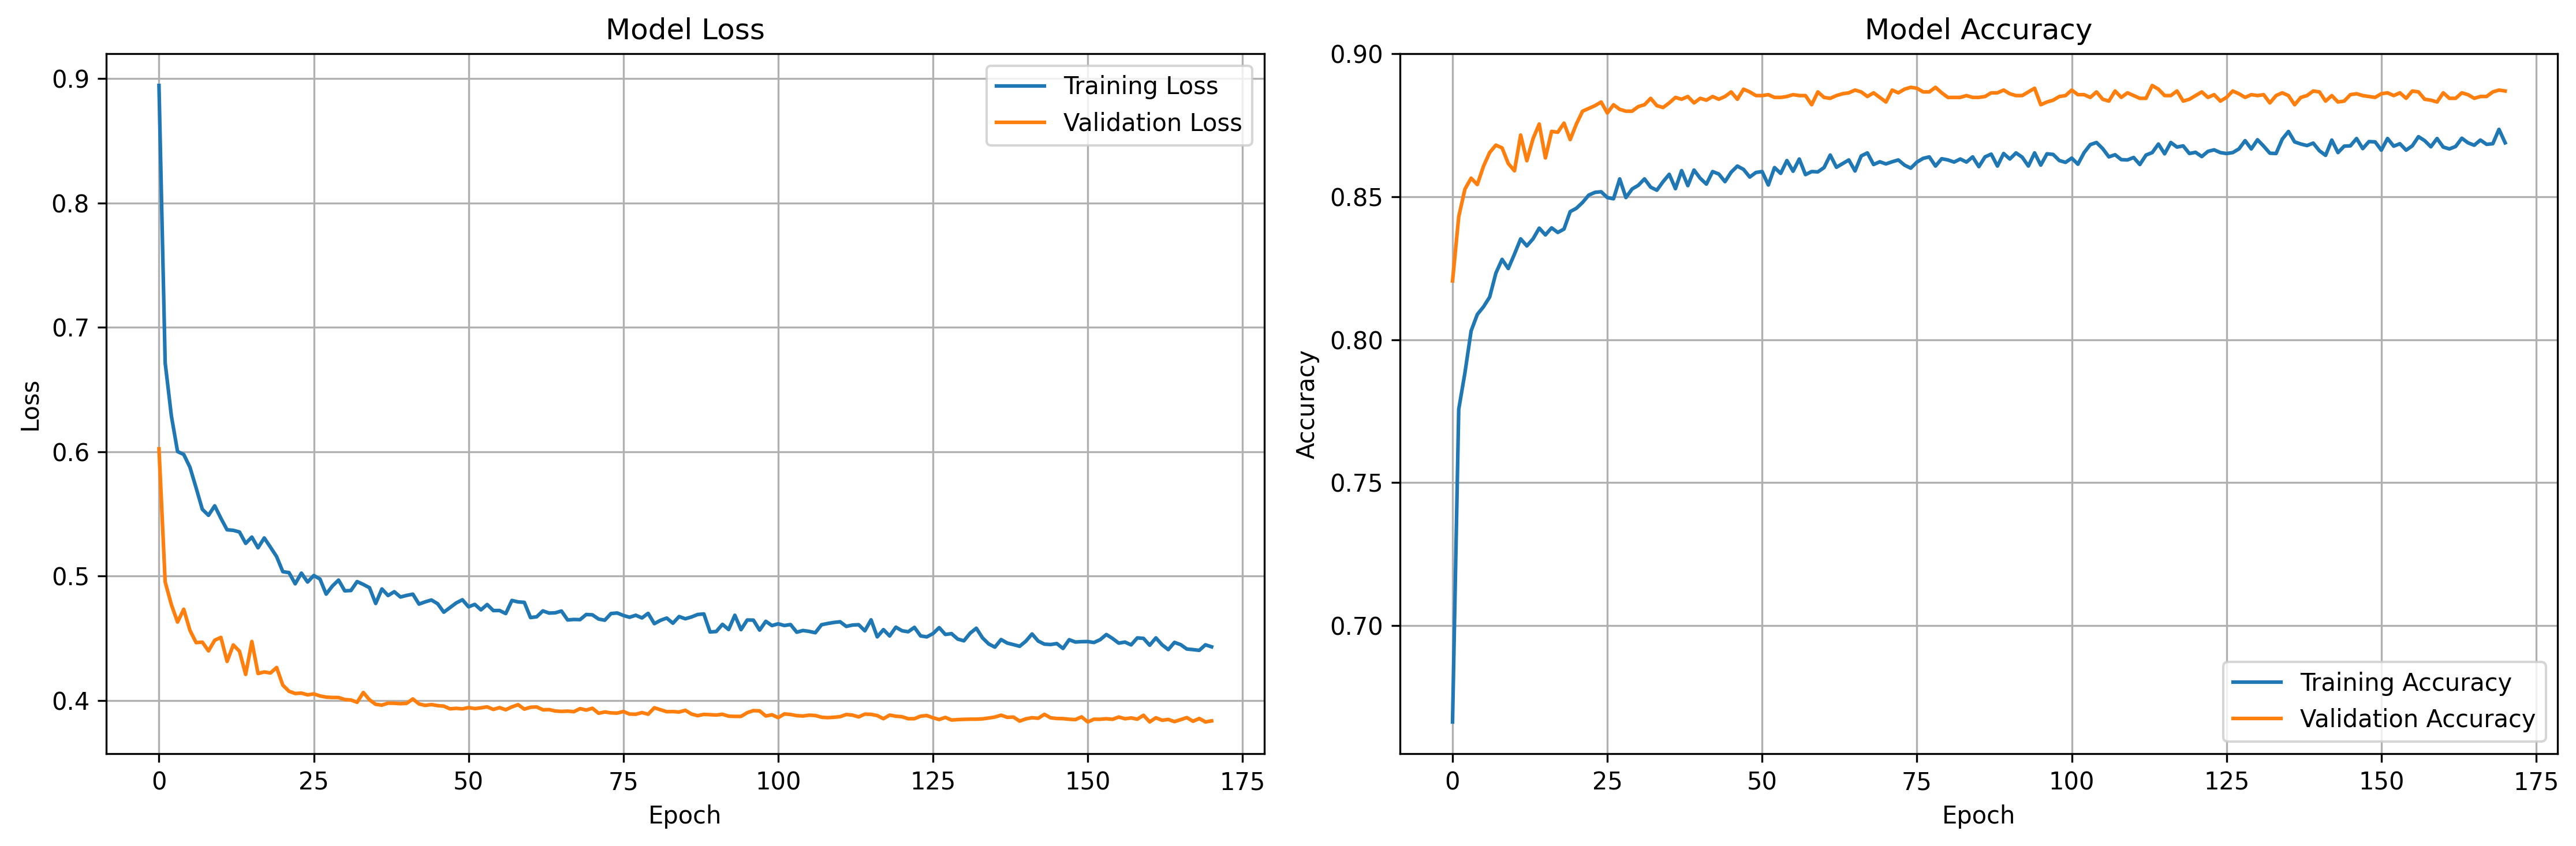 Model Loss
0.9
0.8
0.7
0.6
0.5
0.4
Loss
Training Loss
Validation Loss
0 25 50 75 100 125 150 175
Epoch
Model Accuracy
0.90
0.85
0.80
0.75
0.70
Accuracy
Training Accuracy
Validation Accuracy
0 25 50 75 100 125 150 175
Epoch